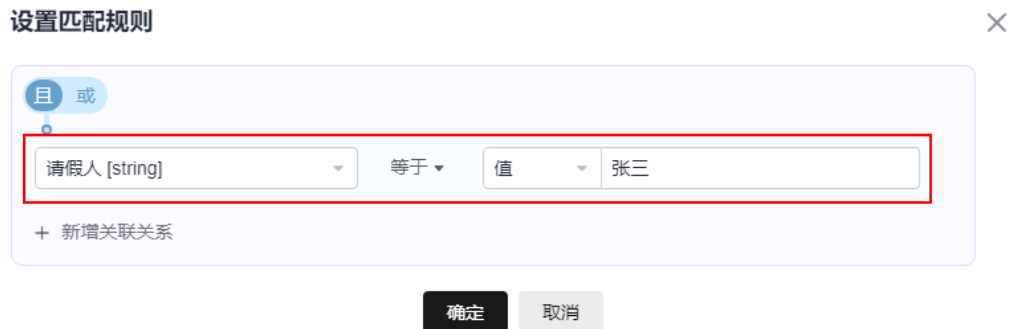 设置匹配规则
且 或
请假人 [string] 等于 值 张三
+ 新增关联关系
确定 取消